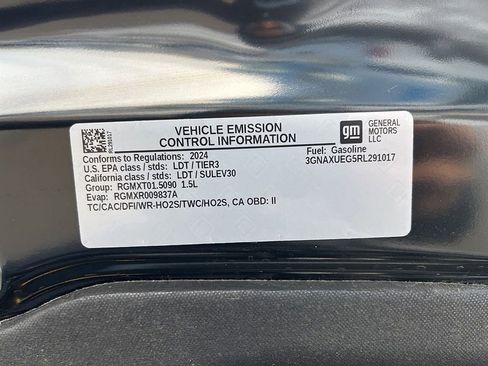 RL291017
VEHICLE EMISSION
CONTROL INFORMATION
gm
GENERAL
MOTORS
LLC
Conforms to Regulations: 2024
U.S. EPA class / stds: LDT / TIER3
California class / stds: LDT / SULEV30
Group: RGMXT01.5090 1.5L
Evap: RGMXR009837A
TC/CAC/DFI/WR-HO2S/TWC/HO2S, CA OBD: II
Fuel: Gasoline
3GNAXUEG5RL291017